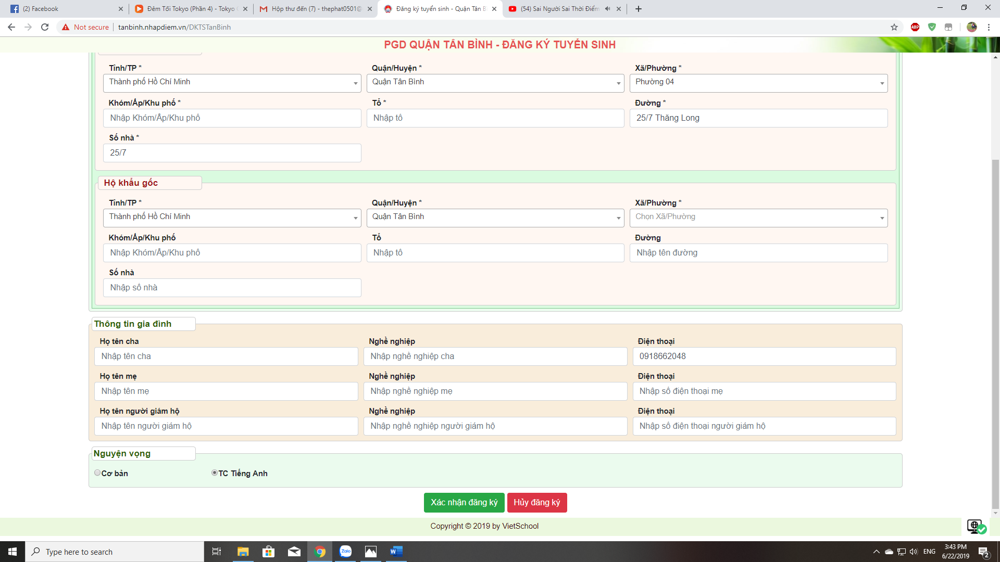 (2) Facebook
Đêm Tối Tokyo (Phần 4) - Tokyo
Hộp thư đến (7) - thephat0501@
Đăng ký tuyển sinh - Quận Tân B
(54) Sai Người Sai Thời Điểm
Not secure
tanbinh.nhapdiem.vn/DKTSTanBinh
ABP
PGD QUẬN TÂN BÌNH - ĐĂNG KÝ TUYỂN SINH
Tỉnh/TP * Quận/Huyện * Xã/Phường *
Thành phố Hồ Chí Minh Quận Tân Bình Phường 04
Khóm/Ấp/Khu phố * Tổ * Đường *
Nhập Khóm/Ấp/Khu phố Nhập tổ 25/7 Thăng Long
Số nhà *
25/7
Hộ khẩu gốc
Tỉnh/TP * Quận/Huyện * Xã/Phường *
Thành phố Hồ Chí Minh Quận Tân Bình Chọn Xã/Phường
Khóm/Ấp/Khu phố Tổ Đường
Nhập Khóm/Ấp/Khu phố Nhập tổ Nhập tên đường
Số nhà
Nhập số nhà
Thông tin gia đình
Họ tên cha Nghề nghiệp Điện thoại
Nhập tên cha Nhập nghề nghiệp cha 0918662048
Họ tên mẹ Nghề nghiệp Điện thoại
Nhập tên mẹ Nhập nghề nghiệp mẹ Nhập số điện thoại mẹ
Họ tên người giám hộ Nghề nghiệp Điện thoại
Nhập tên người giám hộ Nhập nghề nghiệp người giám hộ Nhập số điện thoại người giám hộ
Nguyện vọng
Cơ bản TC Tiếng Anh
Xác nhận đăng ký Hủy đăng ký
Copyright © 2019 by VietSchool
Type here to search
Zalo
W
ENG
3:43 PM
6/22/2019
2